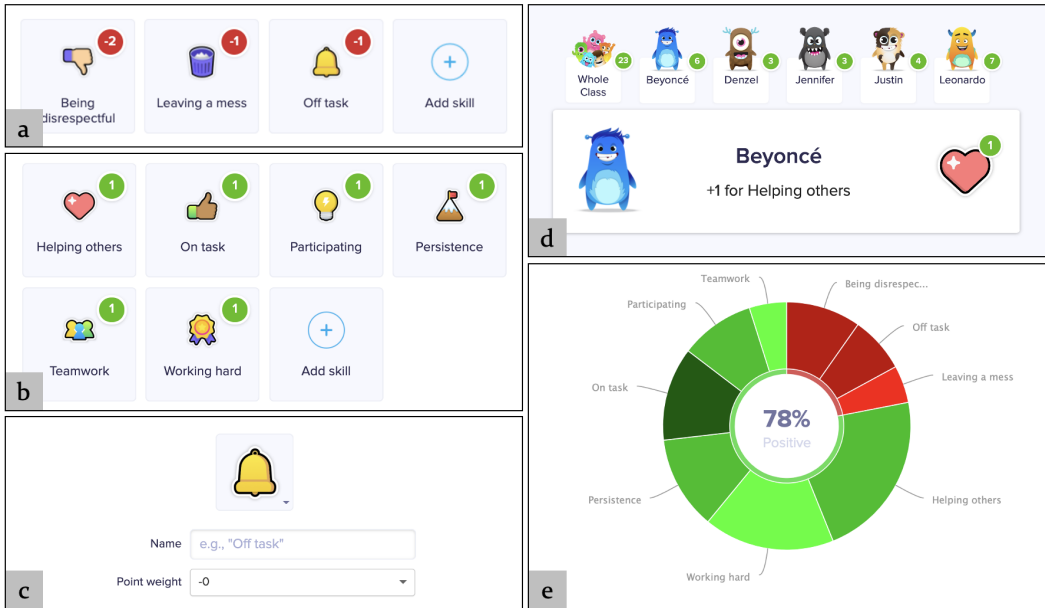 -2
-1
-1
Being
disrespectful
Leaving a mess
Off task
Add skill
a
1
1
1
1
Helping others
On task
Participating
Persistence
1
1
Teamwork
Working hard
Add skill
b
Name
e.g., "Off task"
Point weight
-0
c
23
6
3
3
4
7
Whole
Class
Beyoncé
Denzel
Jennifer
Justin
Leonardo
Beyoncé
+1 for Helping others
1
d
Teamwork
Being disrespec...
Participating
Off task
Leaving a mess
On task
78%
Positive
Persistence
Helping others
Working hard
e